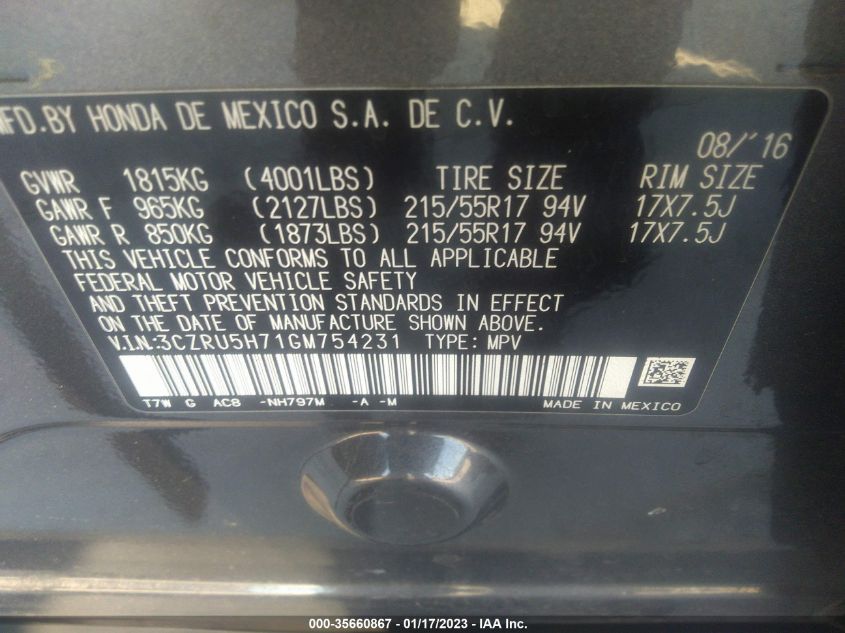 MFD.BY HONDA DE MEXICO S.A. DE C.V.
08/'16
GVWR 1815KG (4001LBS) TIRE SIZE RIM SIZE
GAWR F 965KG (2127LBS) 215/55R17 94V 17X7.5J
GAWR R 850KG (1873LBS) 215/55R17 94V 17X7.5J
THIS VEHICLE CONFORMS TO ALL APPLICABLE
FEDERAL MOTOR VEHICLE SAFETY
AND THEFT PREVENTION STANDARDS IN EFFECT
ON THE DATE OF MANUFACTURE SHOWN ABOVE.
V.I.N:3CZRU5H71GM754231 TYPE: MPV
T7W G AC8 -NH797M -A -M MADE IN MEXICO
000-35660867 - 01/17/2023 - IAA Inc.